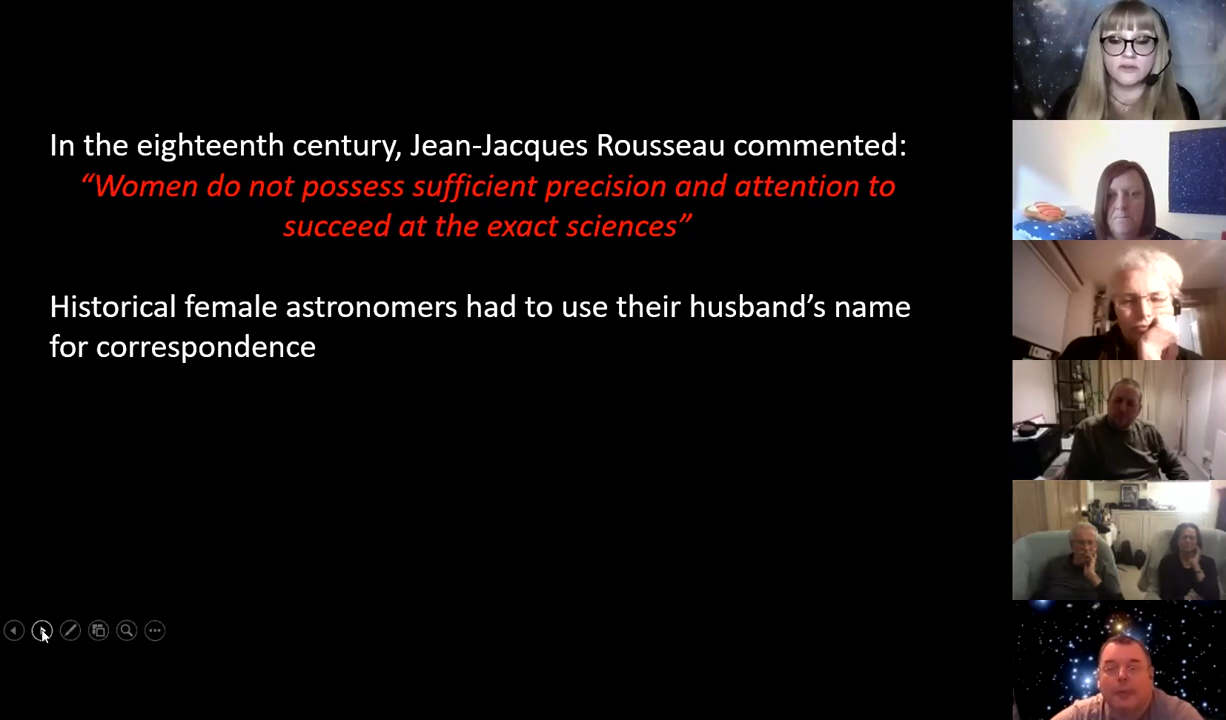 In the eighteenth century, Jean-Jacques Rousseau commented:
“Women do not possess sufficient precision and attention to
succeed at the exact sciences”
Historical female astronomers had to use their husband’s name
for correspondence